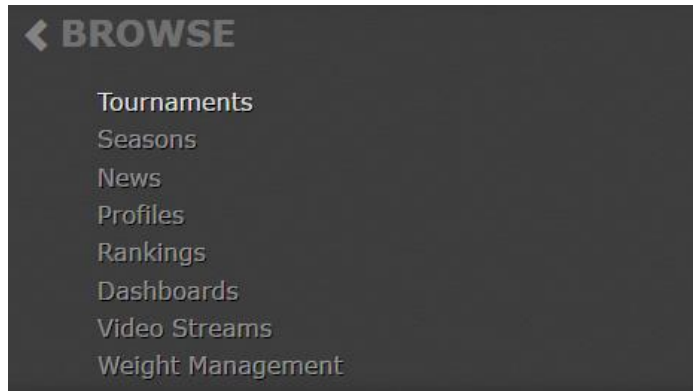 BROWSE
Tournaments
Seasons
News
Profiles
Rankings
Dashboards
Video Streams
Weight Management